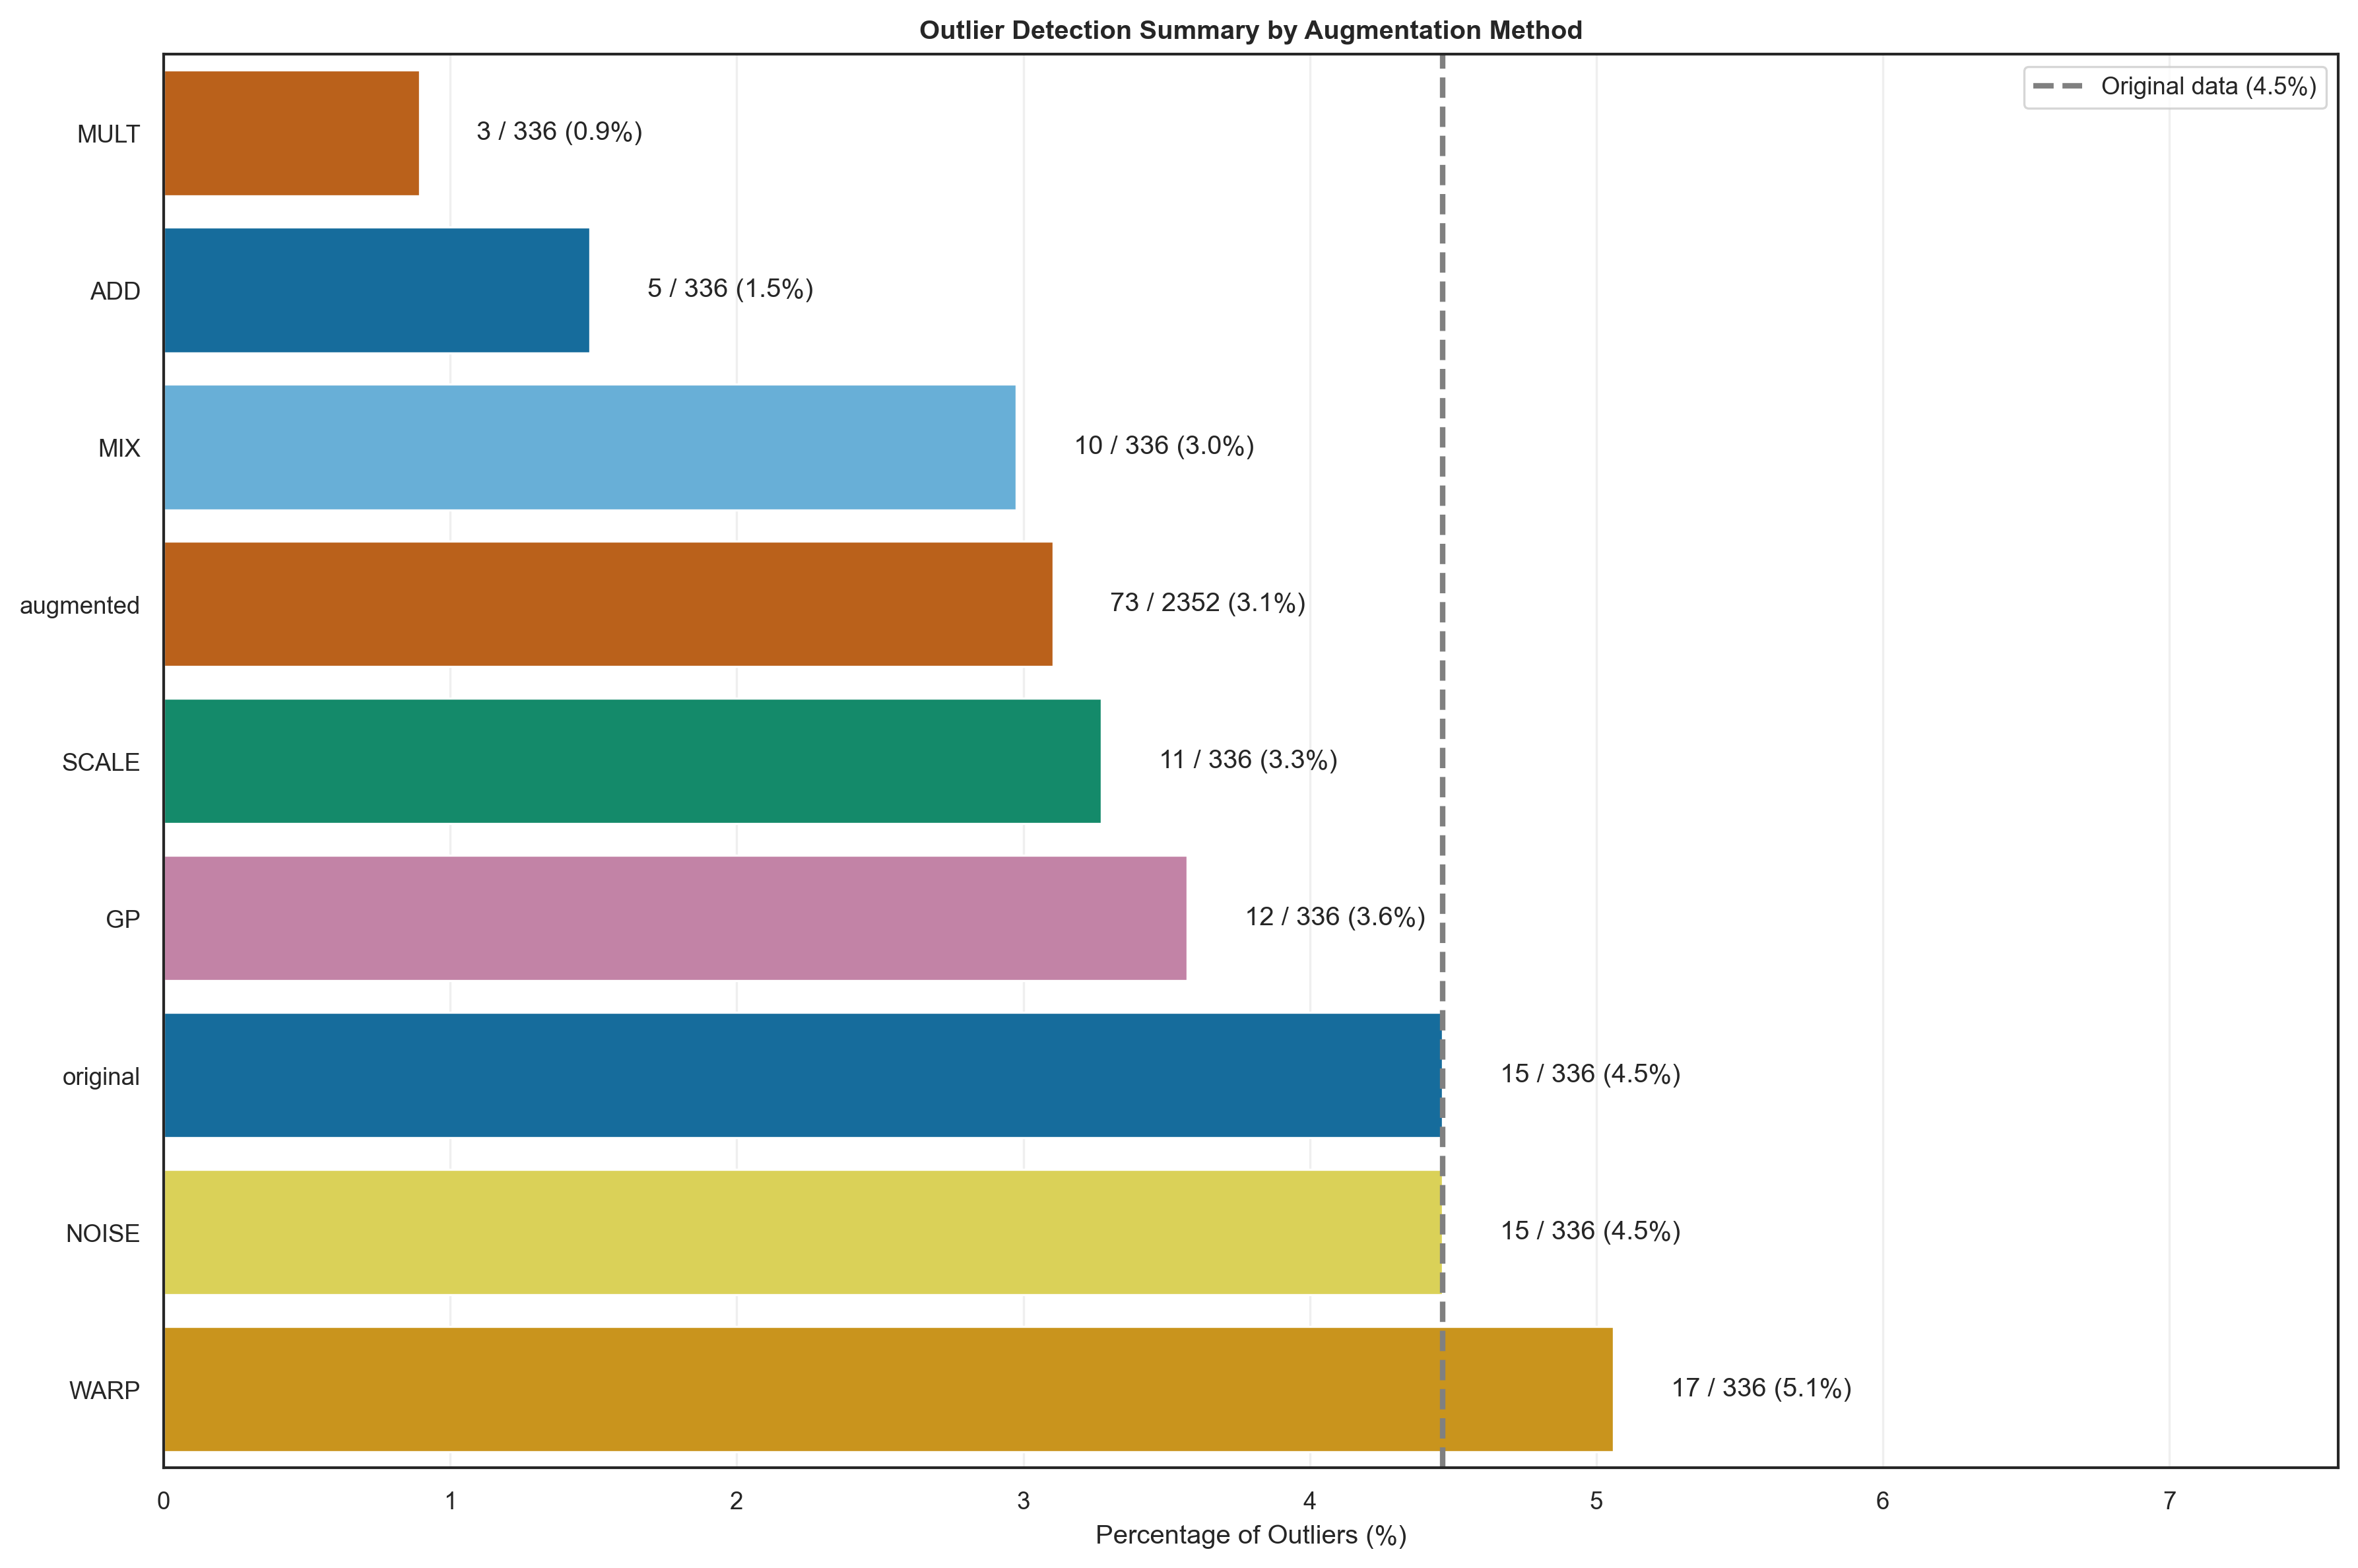 Outlier Detection Summary by Augmentation Method
Original data (4.5%)
MULT
3 / 336 (0.9%)
ADD
5 / 336 (1.5%)
MIX
10 / 336 (3.0%)
augmented
73 / 2352 (3.1%)
SCALE
11 / 336 (3.3%)
GP
12 / 336 (3.6%)
original
15 / 336 (4.5%)
NOISE
15 / 336 (4.5%)
WARP
17 / 336 (5.1%)
0 1 2 3 4 5 6 7
Percentage of Outliers (%)